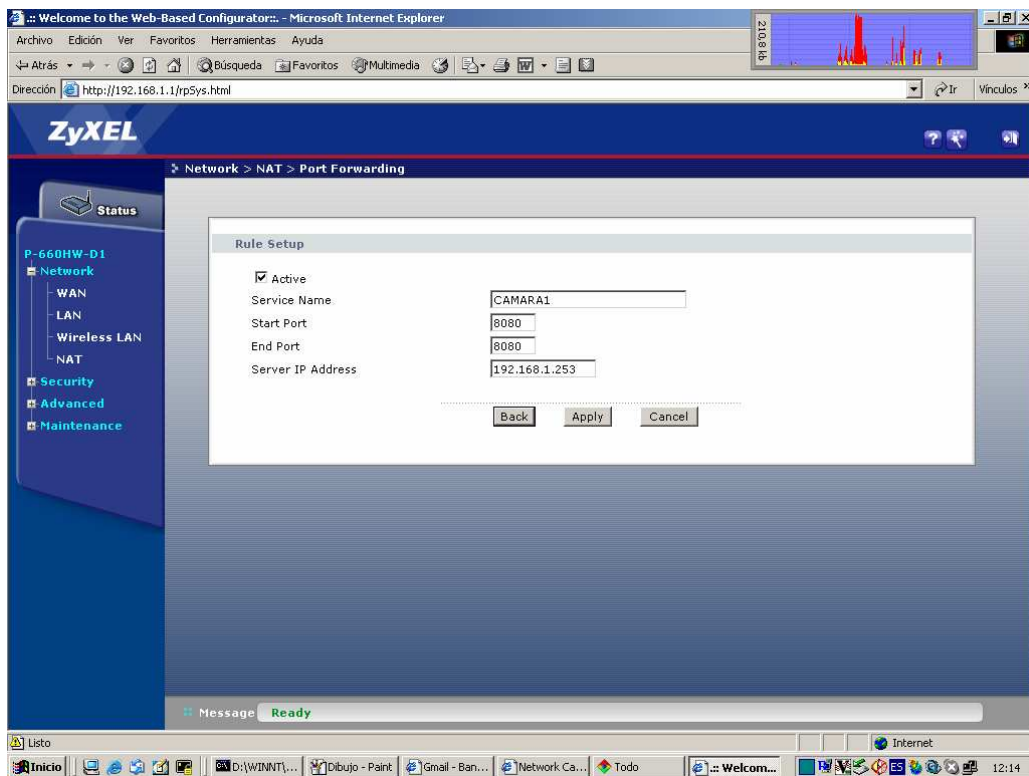 .:: Welcome to the Web-Based Configurator::. - Microsoft Internet Explorer
210.8 kb
Archivo Edición Ver Favoritos Herramientas Ayuda
Atrás Búsqueda Favoritos Multimedia
Dirección http://192.168.1.1/rpSys.html Ir Vínculos »
ZyXEL
Network > NAT > Port Forwarding
Status
P-660HW-D1
Network
WAN
LAN
Wireless LAN
NAT
Security
Advanced
Maintenance
Rule Setup
Active
Service Name CAMARA1
Start Port 8080
End Port 8080
Server IP Address 192.168.1.253
Back Apply Cancel
Message Ready
Listo Internet
Inicio D:\WINNT\... Dibujo - Paint Gmail - Ban... Network Ca... Todo .:: Welcom... ES 12:14